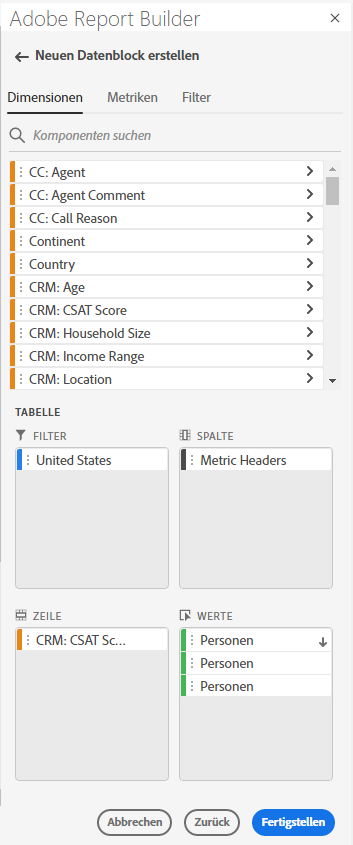 Adobe Report Builder
Neuen Datenblock erstellen
Dimensionen Metriken Filter
Komponenten suchen
CC: Agent
CC: Agent Comment
CC: Call Reason
Continent
Country
CRM: Age
CRM: CSAT Score
CRM: Household Size
CRM: Income Range
CRM: Location
TABELLE
FILTER SPALTE
United States Metric Headers
ZEILE WERTE
CRM: CSAT Sc... Personen
Personen
Personen
Abbrechen Zurück Fertigstellen